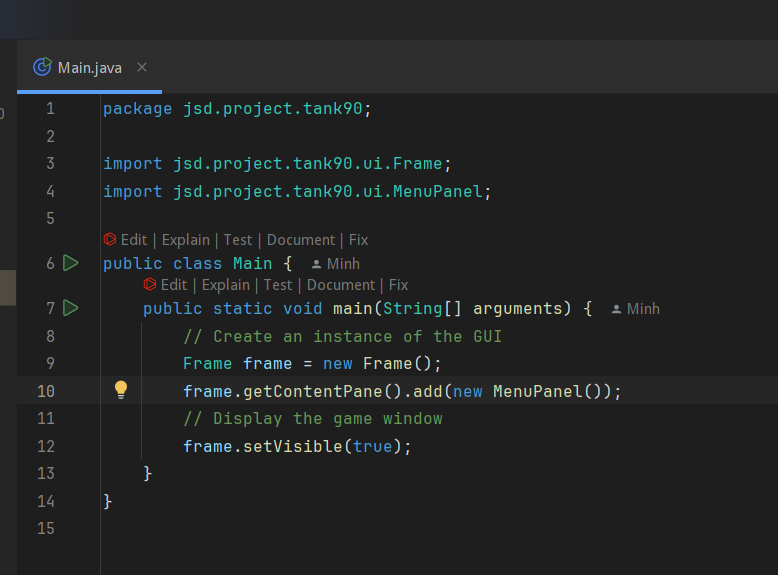 Main.java
1 package jsd.project.tank90;
2
3 import jsd.project.tank90.ui.Frame;
4 import jsd.project.tank90.ui.MenuPanel;
5
Edit | Explain | Test | Document | Fix
6 public class Main { Minh
Edit | Explain | Test | Document | Fix
7 public static void main(String[] arguments) { Minh
8 // Create an instance of the GUI
9 Frame frame = new Frame();
10 frame.getContentPane().add(new MenuPanel());
11 // Display the game window
12 frame.setVisible(true);
13 }
14 }
15